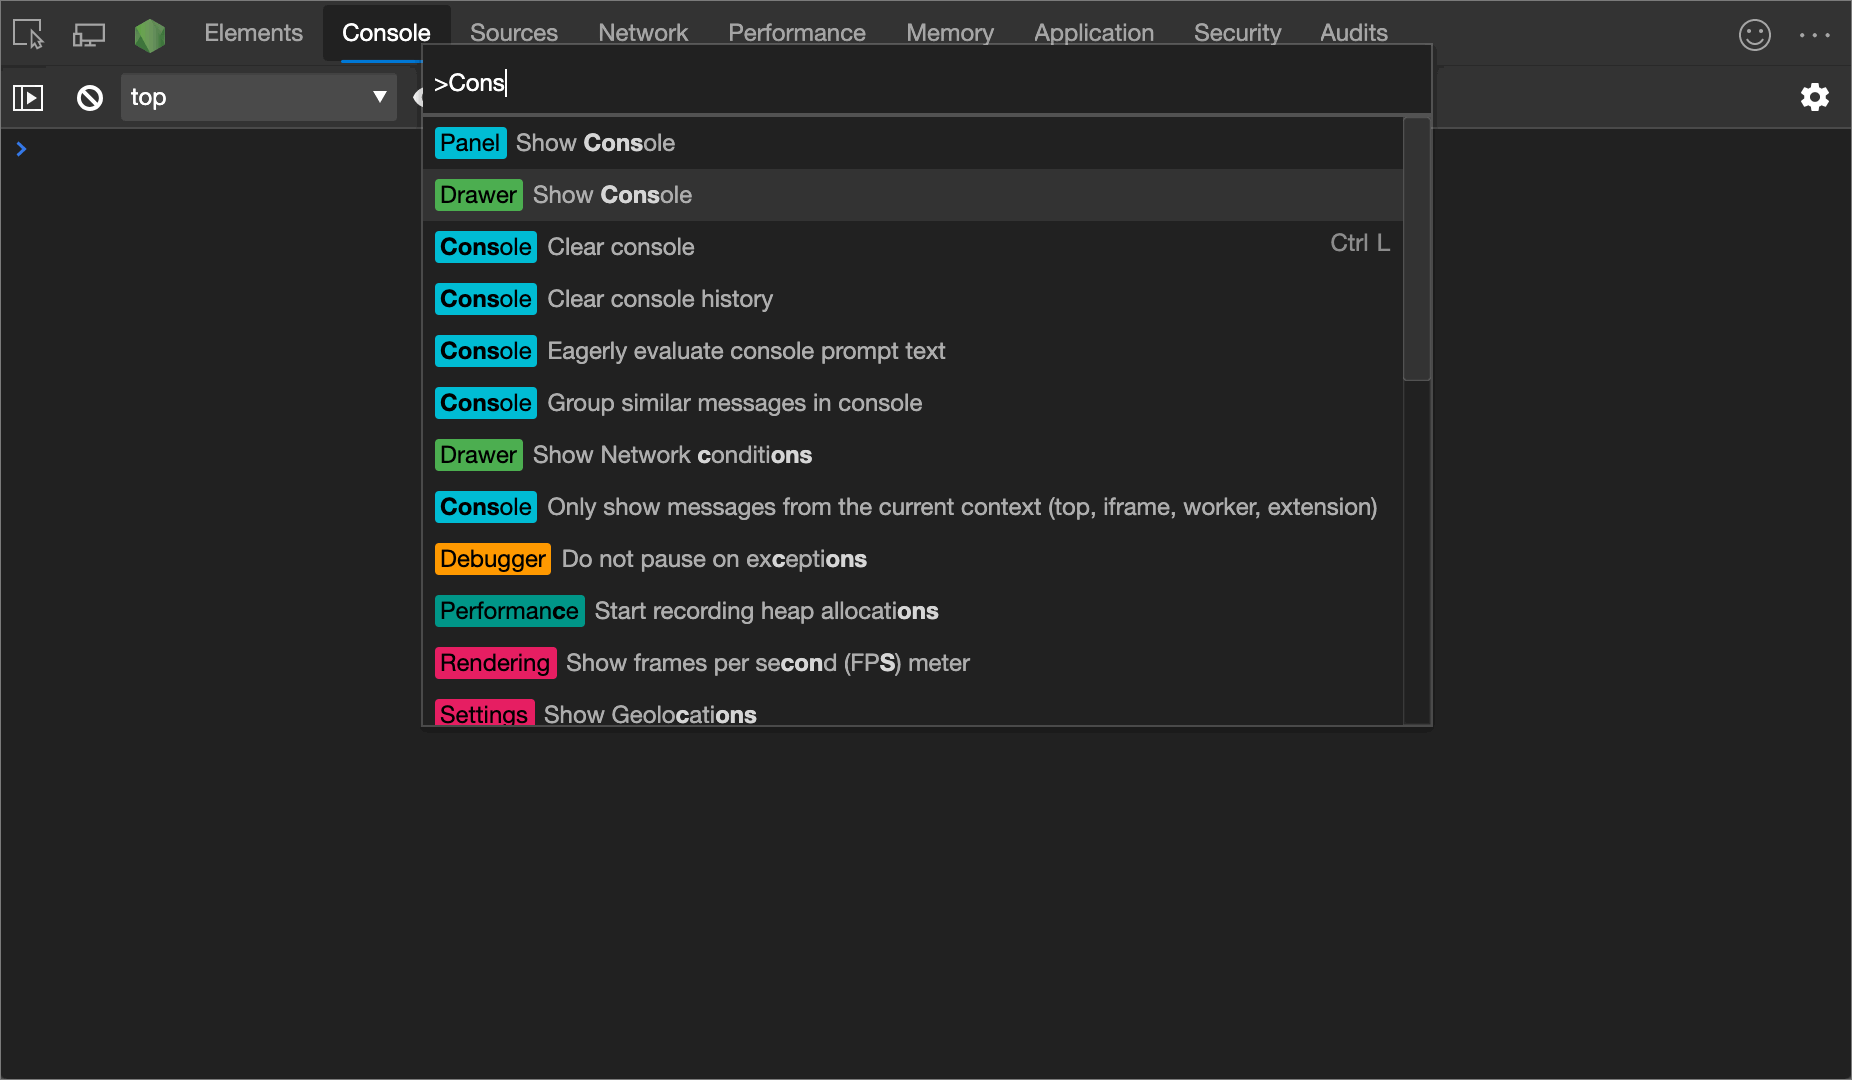 Elements Console Sources Network Performance Memory Application Security Audits
top
>Cons
Panel Show Console
Drawer Show Console
Console Clear console Ctrl L
Console Clear console history
Console Eagerly evaluate console prompt text
Console Group similar messages in console
Drawer Show Network conditions
Console Only show messages from the current context (top, iframe, worker, extension)
Debugger Do not pause on exceptions
Performance Start recording heap allocations
Rendering Show frames per second (FPS) meter
Settings Show Geolocations